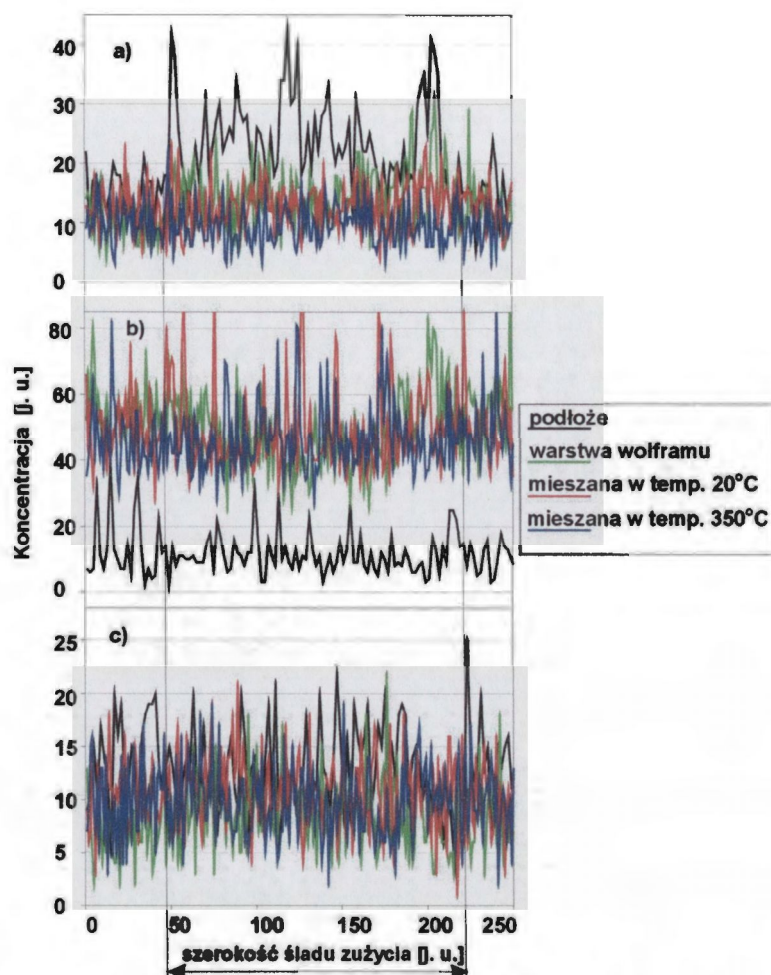 a)
40
30
20
10
0
b)
80
60
40
20
0
c)
25
20
15
10
5
0
Koncentracja [j. u.]
podłoże
warstwa wolframu
mieszana w temp. 20°C
mieszana w temp. 350°C
0 50 100 150 200 250
szerokość śladu zużycia [j. u.]